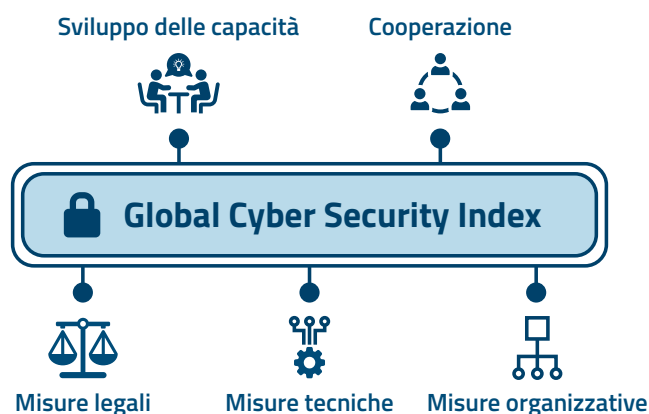 Sviluppo delle capacità
Cooperazione
Global Cyber Security Index
Misure legali
Misure tecniche
Misure organizzative